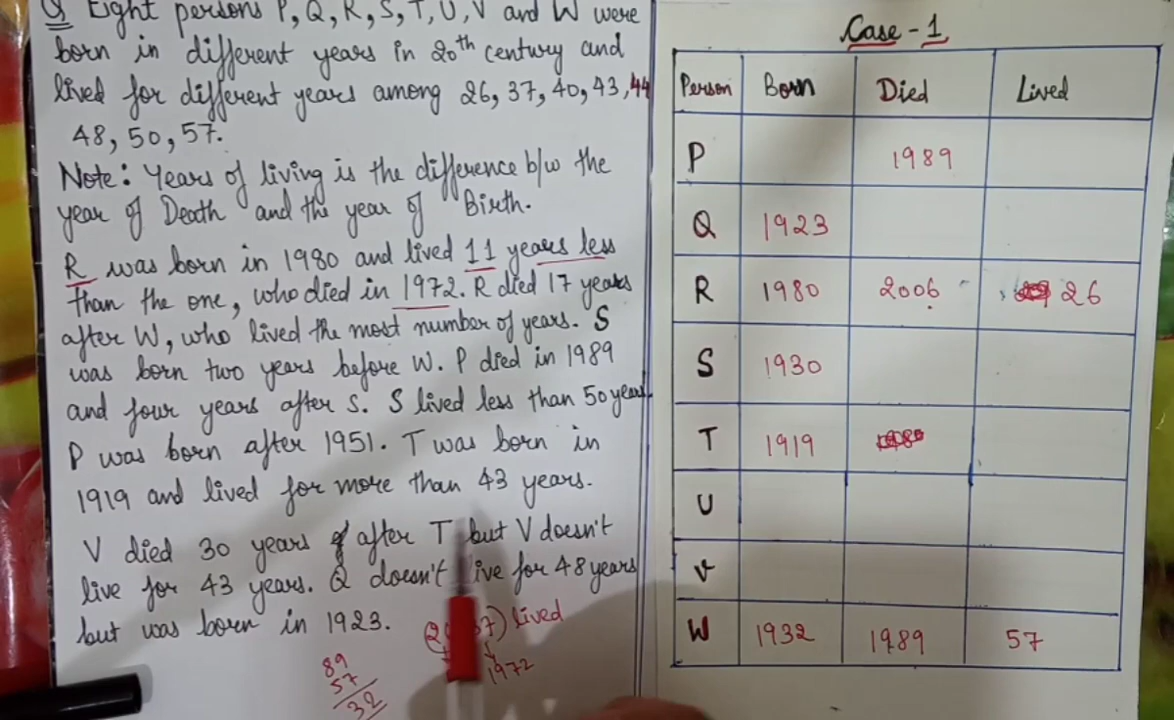 Q Eight persons P, Q, R, S, T, U, V and W were
born in different years in 20th century and
lived for different years among 26, 37, 40, 43, 44
48, 50, 57.
Note: Years of living is the difference b/w the
year of Death and the year of Birth.
R was born in 1980 and lived 11 years less
than the one, who died in 1972. R died 17 years
after W, who lived the most number of years. S
was born two years before W. P died in 1989
and four years after S. S lived less than 50 years
P was born after 1951. T was born in
1919 and lived for more than 43 years.
V died 30 years after T but V doesn't
live for 43 years. Q doesn't live for 48 years
but was born in 1923.
lived
1972
89
57
32
Case - 1
Person Born Died Lived
P 1989
Q 1923
R 1980 2006 26
S 1930
T 1919
U
V
W 1932 1989 57